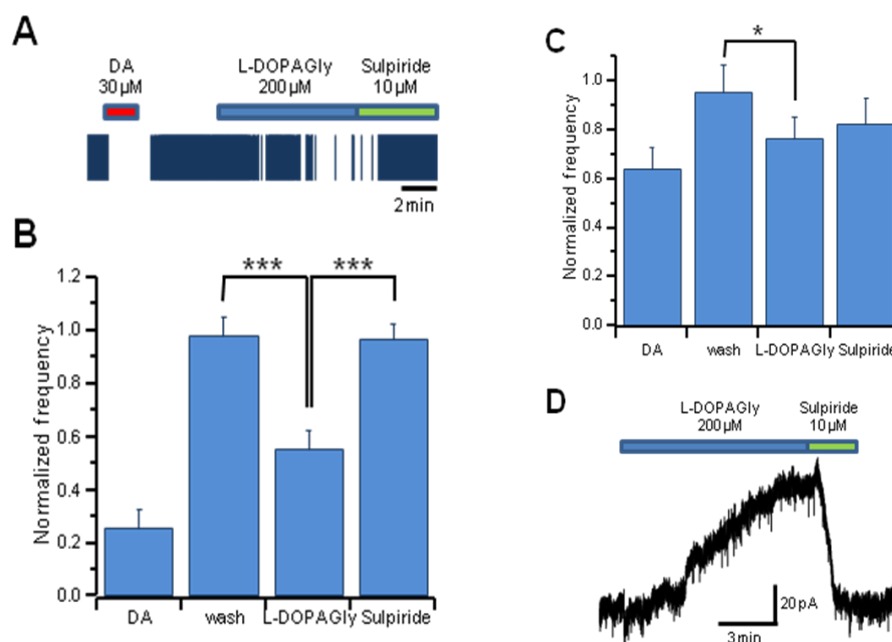 A
DA
30 µM
L-DOPAGly
200 µM
Sulpiride
10 µM
2 min
B
Normalized frequency
1.2
1.0
0.8
0.6
0.4
0.2
0.0
*** ***
DA wash L-DOPAGly Sulpiride
C
Normalized frequency
1.0
0.8
0.6
0.4
0.2
0.0
*
DA wash L-DOPAGly Sulpiride
D
L-DOPAGly
200 µM
Sulpiride
10 µM
20 pA
3 min